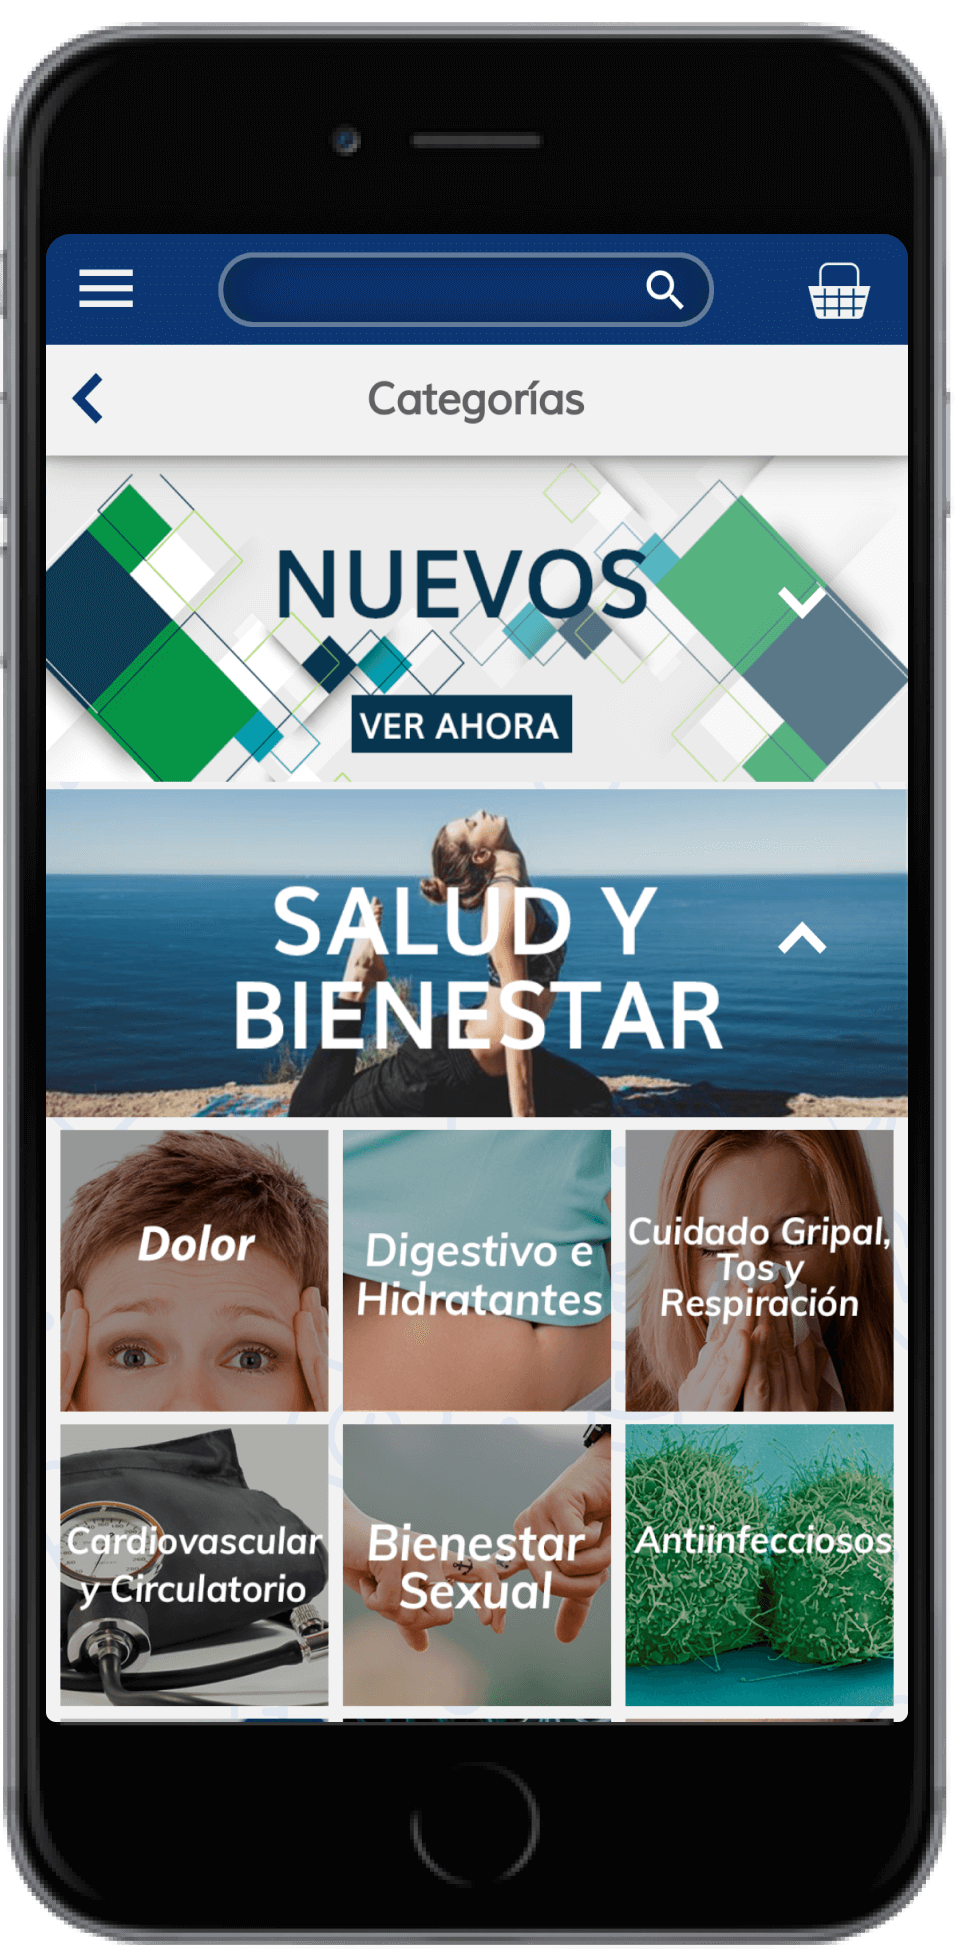 Categorías
NUEVOS
VER AHORA
SALUD Y
BIENESTAR
Dolor
Digestivo e
Hidratantes
Cuidado Gripal,
Tos y
Respiración
Cardiovascular
y Circulatorio
Bienestar
Sexual
Antiinfecciosos